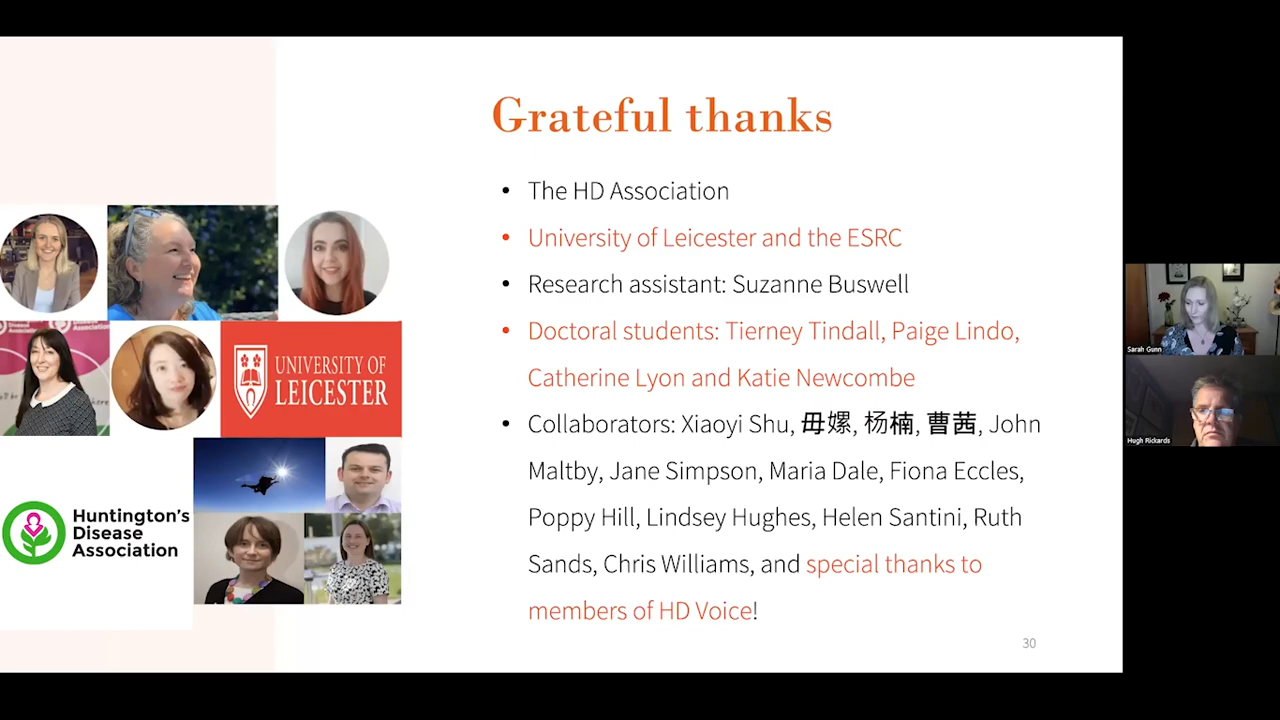 Grateful thanks
• The HD Association
• University of Leicester and the ESRC
• Research assistant: Suzanne Buswell
• Doctoral students: Tierney Tindall, Paige Lindo,
Catherine Lyon and Katie Newcombe
• Collaborators: Xiaoyi Shu, 毋嫘, 杨楠, 曹茜, John
Maltby, Jane Simpson, Maria Dale, Fiona Eccles,
Poppy Hill, Lindsey Hughes, Helen Santini, Ruth
Sands, Chris Williams, and special thanks to
members of HD Voice!
30
UNIVERSITY OF
LEICESTER
Huntington's
Disease
Association
Sarah Gunn
Hugh Rickards